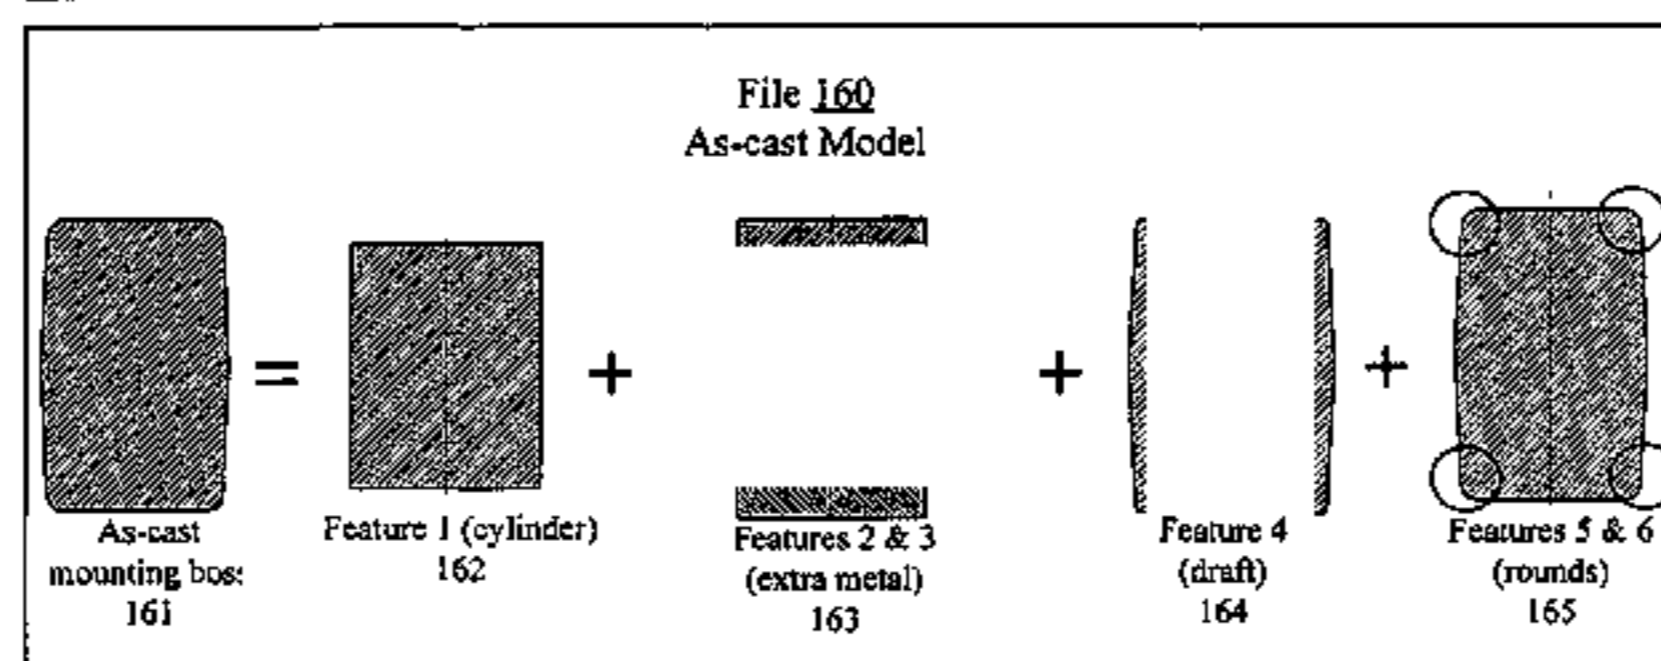 File 160
As-cast Model
= + + +
As-cast
mounting boss
161
Feature 1 (cylinder)
162
Features 2 & 3
(extra metal)
163
Feature 4
(draft)
164
Features 5 & 6
(rounds)
165